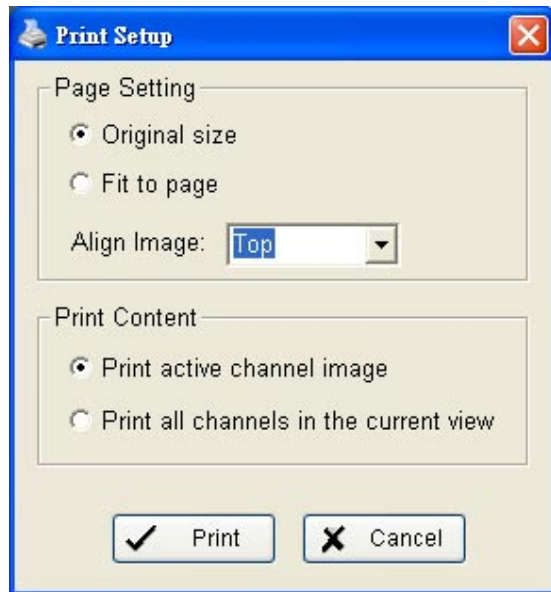 Print Setup
Page Setting
Original size
Fit to page
Align Image: Top
Print Content
Print active channel image
Print all channels in the current view
Print Cancel